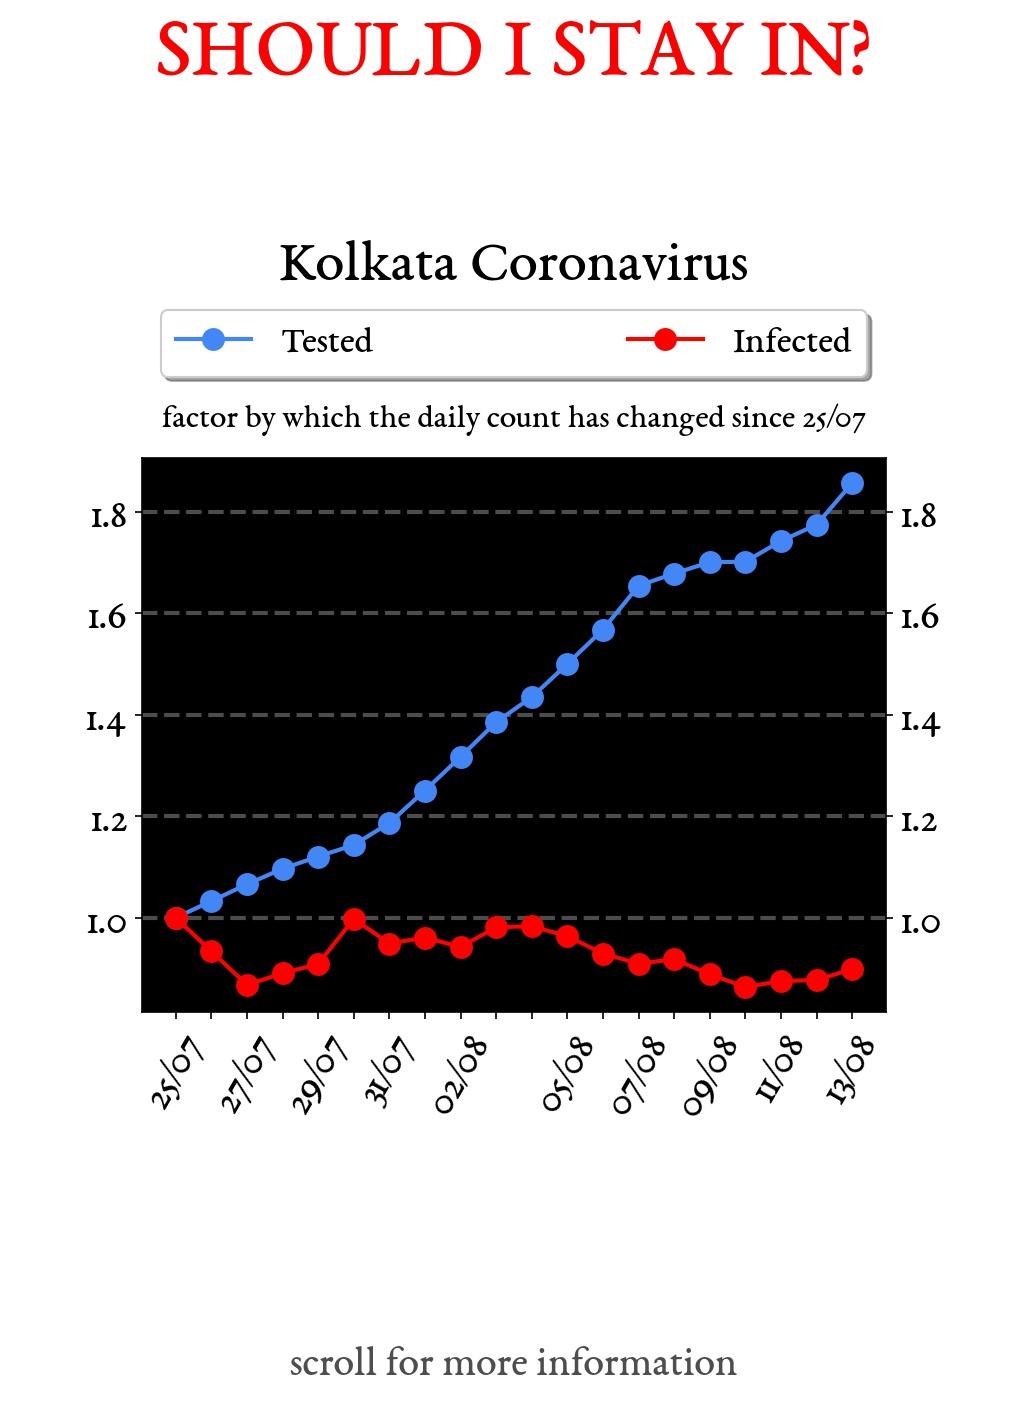 SHOULD I STAY IN?
Kolkata Coronavirus
Tested Infected
factor by which the daily count has changed since 25/07
1.8 1.8
1.6 1.6
1.4 1.4
1.2 1.2
1.0 1.0
25/07 27/07 29/07 31/07 02/08 05/08 07/08 09/08 11/08 13/08
scroll for more information